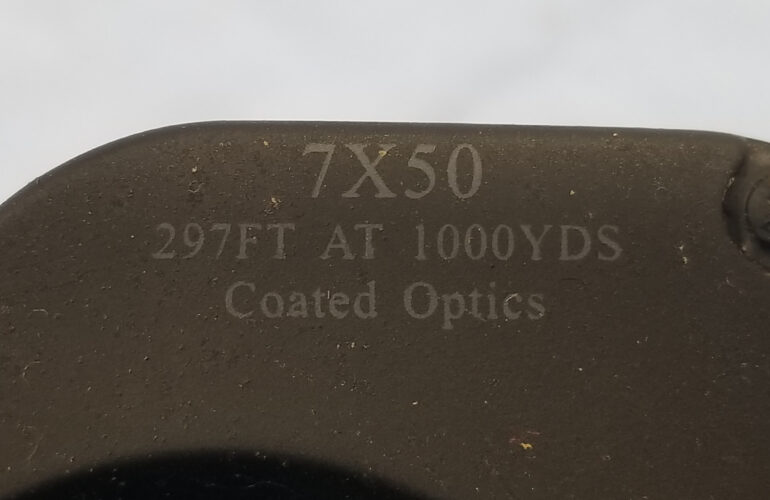 7X50
297FT AT 1000YDS
Coated Optics